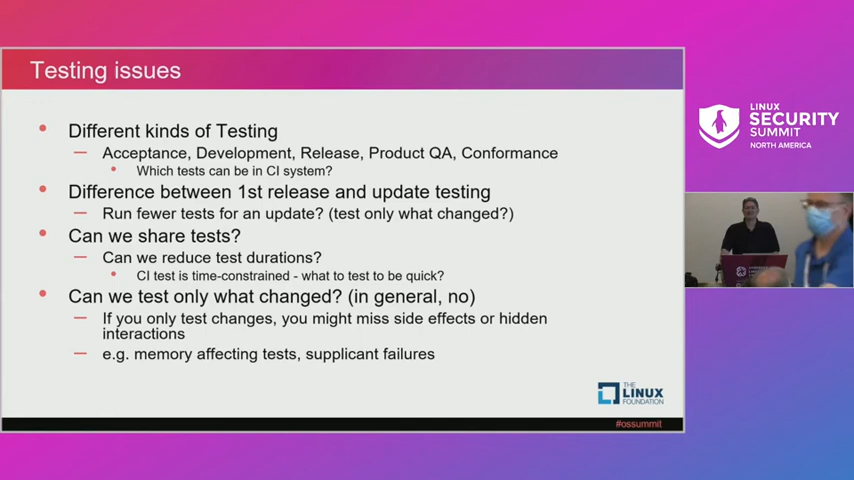 Testing issues
• Different kinds of Testing
– Acceptance, Development, Release, Product QA, Conformance
• Which tests can be in CI system?
• Difference between 1st release and update testing
– Run fewer tests for an update? (test only what changed?)
• Can we share tests?
– Can we reduce test durations?
• CI test is time-constrained - what to test to be quick?
• Can we test only what changed? (in general, no)
– If you only test changes, you might miss side effects or hidden
interactions
– e.g. memory affecting tests, supplicant failures
THE
LINUX
FOUNDATION
#ossummit
LINUX
SECURITY
SUMMIT
NORTH AMERICA